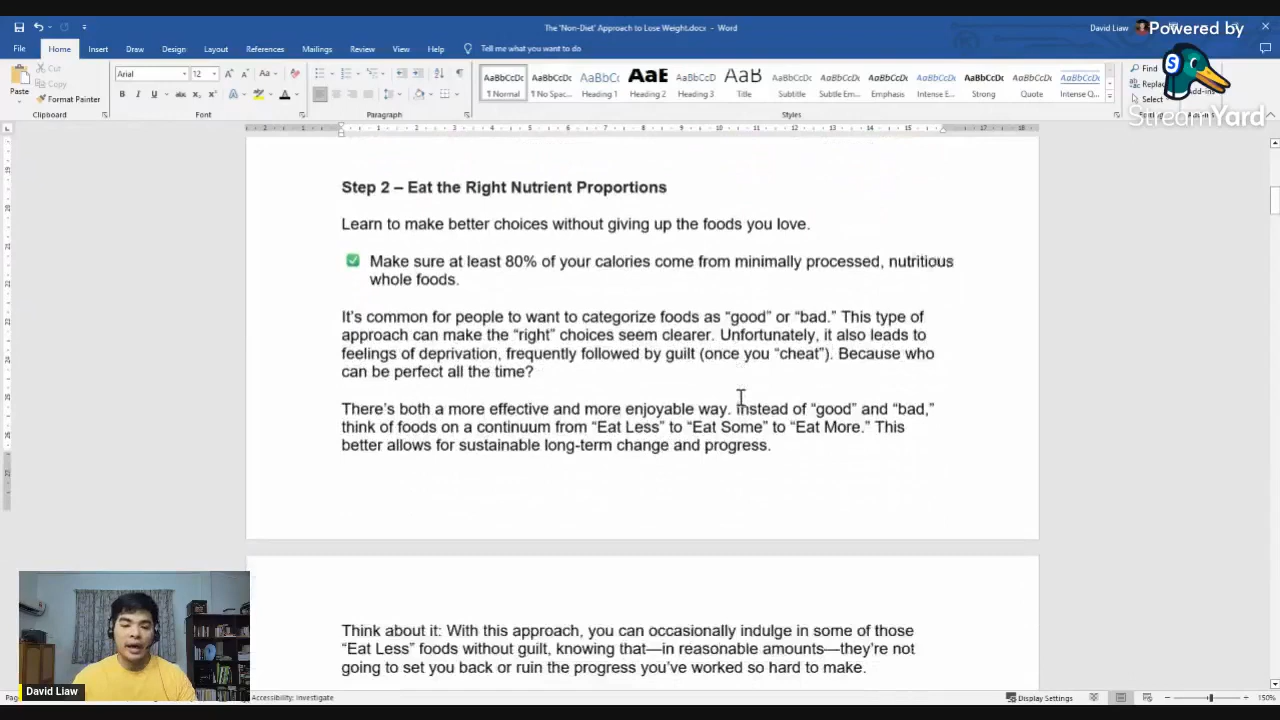 The 'Non-Diet' Approach to Lose Weight.docx - Word
David Liaw
Powered by
File Home Insert Draw Design Layout References Mailings Review View Help Tell me what you want to do
Paste
Cut
Copy
Format Painter
Clipboard
Arial 12
Font
Paragraph
AaBbCcDc AaBbCcDc AaBbCc AaB AaBbCcD AaB AaBbCcDc AaBbCcDc AaBbCcDc AaBbCcDc AaBbCcDc AaBbCcDc AaBbCcDc
¶ Normal ¶ No Spac... Heading 1 Heading 2 Heading 3 Title Subtitle Subtle Em... Emphasis Intense E... Strong Quote Intense Q...
Styles
Find
Select
StreamYard
Step 2 – Eat the Right Nutrient Proportions
Learn to make better choices without giving up the foods you love.
Make sure at least 80% of your calories come from minimally processed, nutritious
whole foods.
It’s common for people to want to categorize foods as “good” or “bad.” This type of
approach can make the “right” choices seem clearer. Unfortunately, it also leads to
feelings of deprivation, frequently followed by guilt (once you “cheat”). Because who
can be perfect all the time?
There’s both a more effective and more enjoyable way. Instead of “good” and “bad,”
think of foods on a continuum from “Eat Less” to “Eat Some” to “Eat More.” This
better allows for sustainable long-term change and progress.
Think about it: With this approach, you can occasionally indulge in some of those
“Eat Less” foods without guilt, knowing that—in reasonable amounts—they’re not
going to set you back or ruin the progress you’ve worked so hard to make.
David Liaw
Accessibility: Investigate
Display Settings
150%